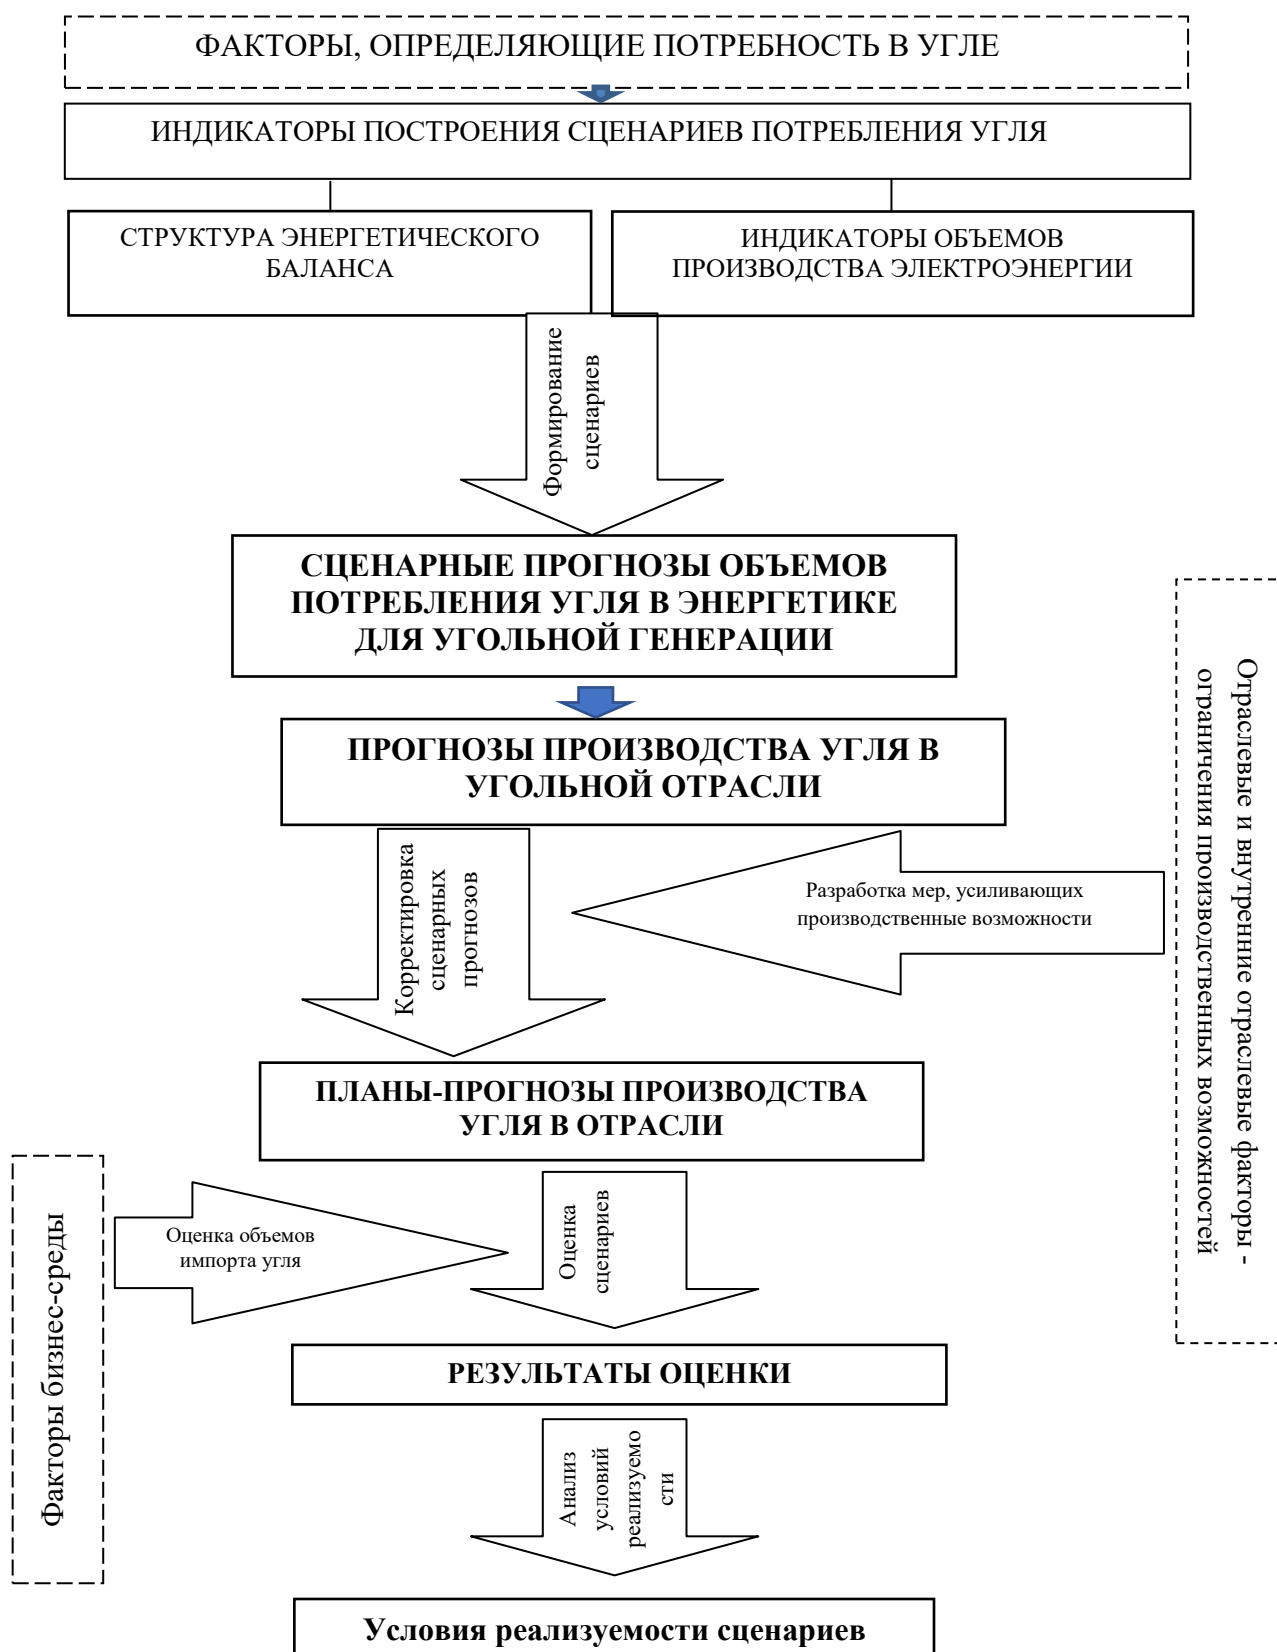 ФАКТОРЫ, ОПРЕДЕЛЯЮЩИЕ ПОТРЕБНОСТЬ В УГЛЕ
ИНДИКАТОРЫ ПОСТРОЕНИЯ СЦЕНАРИЕВ ПОТРЕБЛЕНИЯ УГЛЯ
СТРУКТУРА ЭНЕРГЕТИЧЕСКОГО
БАЛАНСА
ИНДИКАТОРЫ ОБЪЕМОВ
ПРОИЗВОДСТВА ЭЛЕКТРОЭНЕРГИИ
Формирование
сценариев
СЦЕНАРНЫЕ ПРОГНОЗЫ ОБЪЕМОВ
ПОТРЕБЛЕНИЯ УГЛЯ В ЭНЕРГЕТИКЕ
ДЛЯ УГОЛЬНОЙ ГЕНЕРАЦИИ
ПРОГНОЗЫ ПРОИЗВОДСТВА УГЛЯ В
УГОЛЬНОЙ ОТРАСЛИ
Корректировка
сценарных
прогнозов
Разработка мер, усиливающих
производственные возможности
Отраслевые и внутренние отраслевые факторы -
ограничения производственных возможностей
ПЛАНЫ-ПРОГНОЗЫ ПРОИЗВОДСТВА
УГЛЯ В ОТРАСЛИ
Факторы бизнес-среды
Оценка объемов
импорта угля
Оценка
сценариев
РЕЗУЛЬТАТЫ ОЦЕНКИ
Анализ
условий
реализуемо
сти
Условия реализуемости сценариев